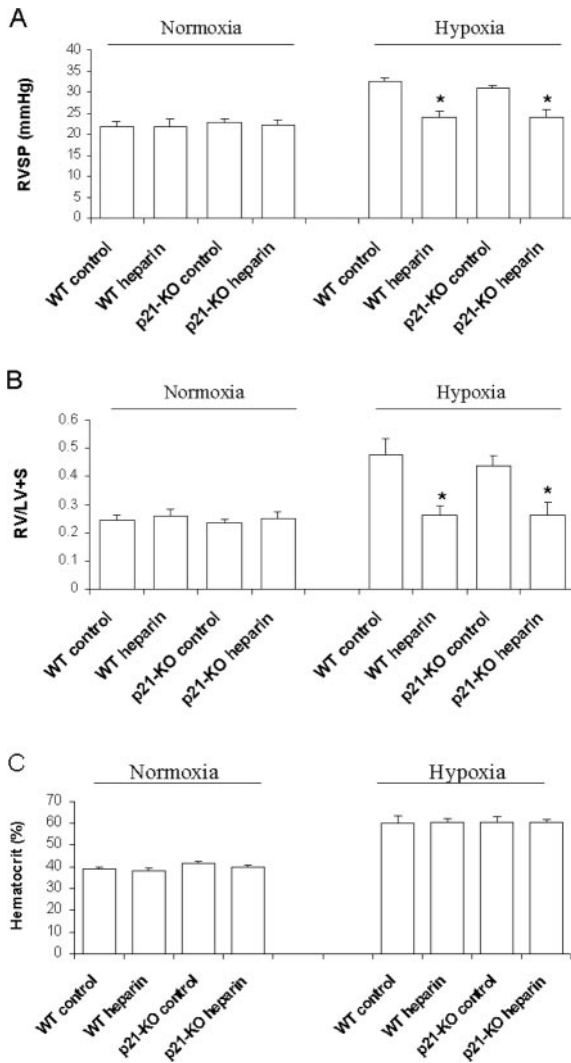 A
Normoxia
Hypoxia
RVSP (mmHg)
40
35
30
25
20
15
10
5
0
*
*
WT control
WT heparin
p21-KO control
p21-KO heparin
WT control
WT heparin
p21-KO control
p21-KO heparin
B
Normoxia
Hypoxia
RV/LV+S
0.6
0.5
0.4
0.3
0.2
0.1
0
*
*
WT control
WT heparin
p21-KO control
p21-KO heparin
WT control
WT heparin
p21-KO control
p21-KO heparin
C
Normoxia
Hypoxia
Hematocrit (%)
70
60
50
40
30
20
10
0
WT control
WT heparin
p21-KO control
p21-KO heparin
WT control
WT heparin
p21-KO control
p21-KO heparin